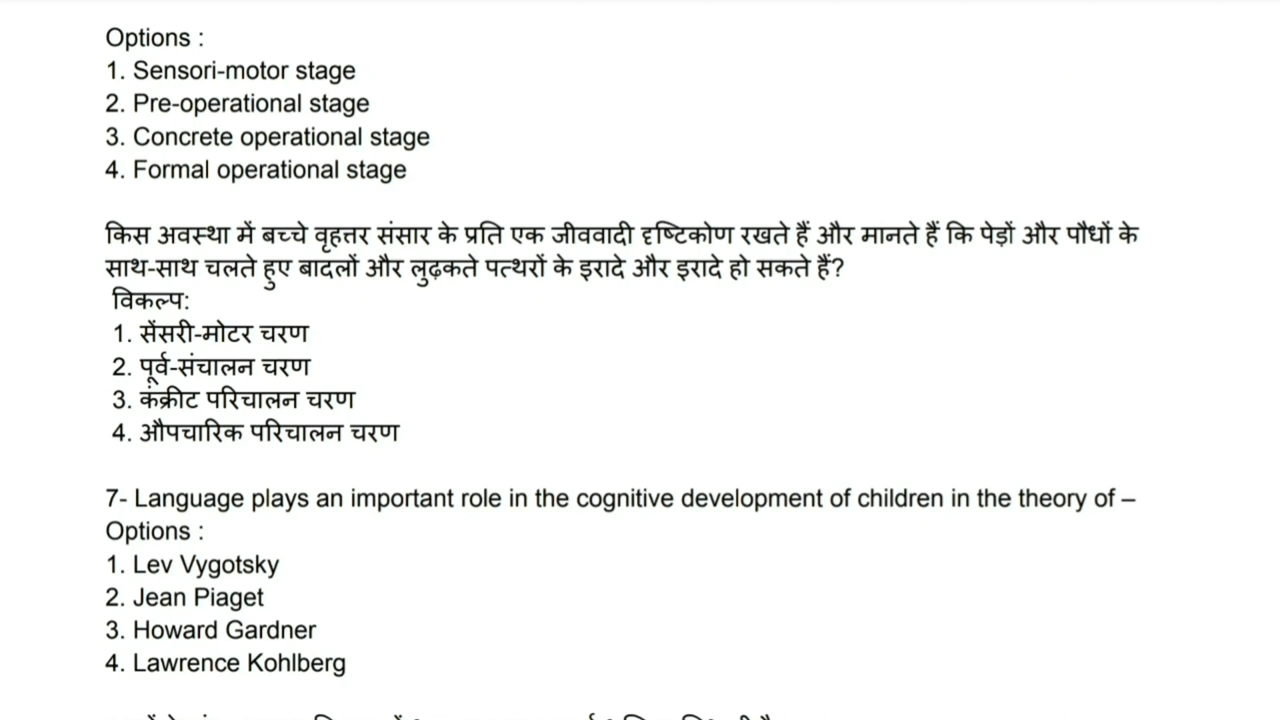 Options :
1. Sensori-motor stage
2. Pre-operational stage
3. Concrete operational stage
4. Formal operational stage
किस अवस्था में बच्चे वृहत्तर संसार के प्रति एक जीववादी दृष्टिकोण रखते हैं और मानते हैं कि पेड़ों और पौधों के
साथ-साथ चलते हुए बादलों और लुढ़कते पत्थरों के इरादे और इरादे हो सकते हैं?
विकल्प:
1. सेंसरी-मोटर चरण
2. पूर्व-संचालन चरण
3. कंक्रीट परिचालन चरण
4. औपचारिक परिचालन चरण
7- Language plays an important role in the cognitive development of children in the theory of –
Options :
1. Lev Vygotsky
2. Jean Piaget
3. Howard Gardner
4. Lawrence Kohlberg